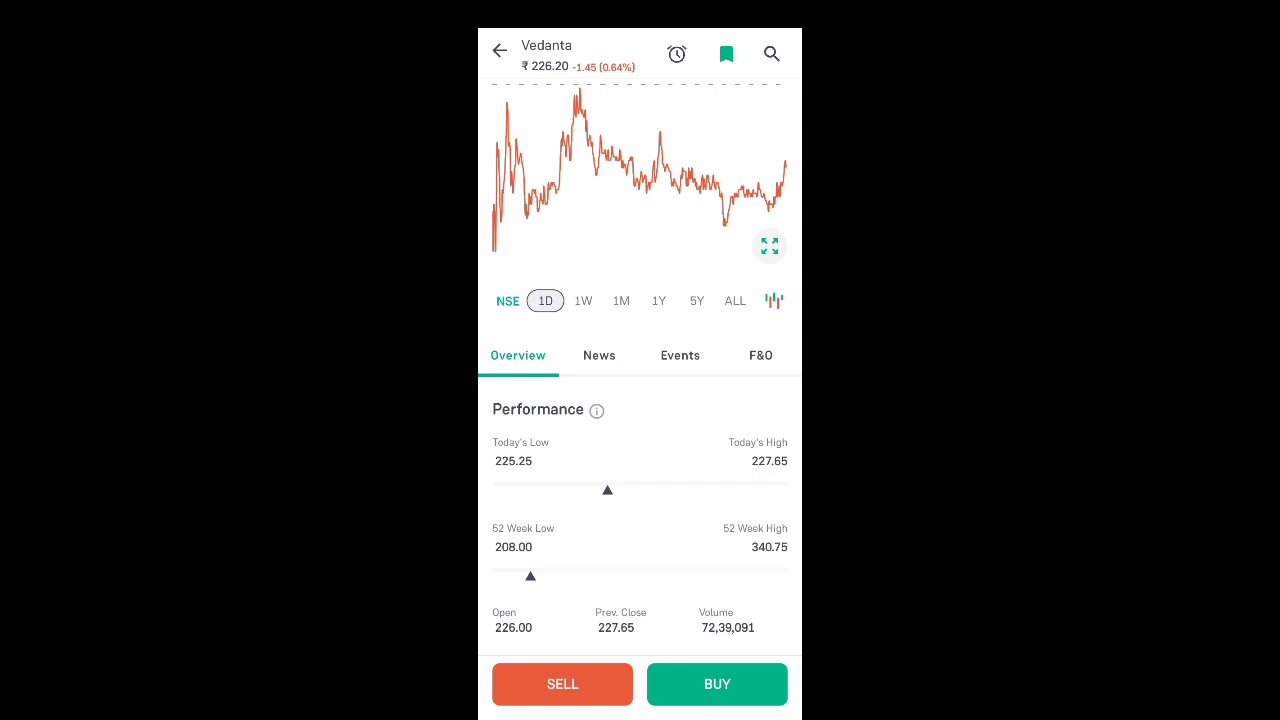 Vedanta
₹ 226.20 -1.45 (0.64%)
NSE 1D 1W 1M 1Y 5Y ALL
Overview News Events F&O
Performance
Today's Low Today's High
225.25 227.65
52 Week Low 52 Week High
208.00 340.75
Open Prev. Close Volume
226.00 227.65 72,39,091
SELL BUY